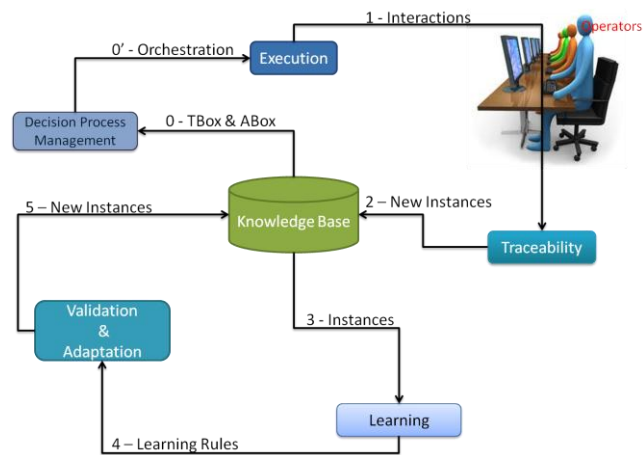 1 - Interactions
Operators
0' - Orchestration
Execution
Decision Process
Management
0 - TBox & ABox
5 – New Instances
Knowledge Base
2 – New Instances
Traceability
Validation
&
Adaptation
3 - Instances
Learning
4 – Learning Rules